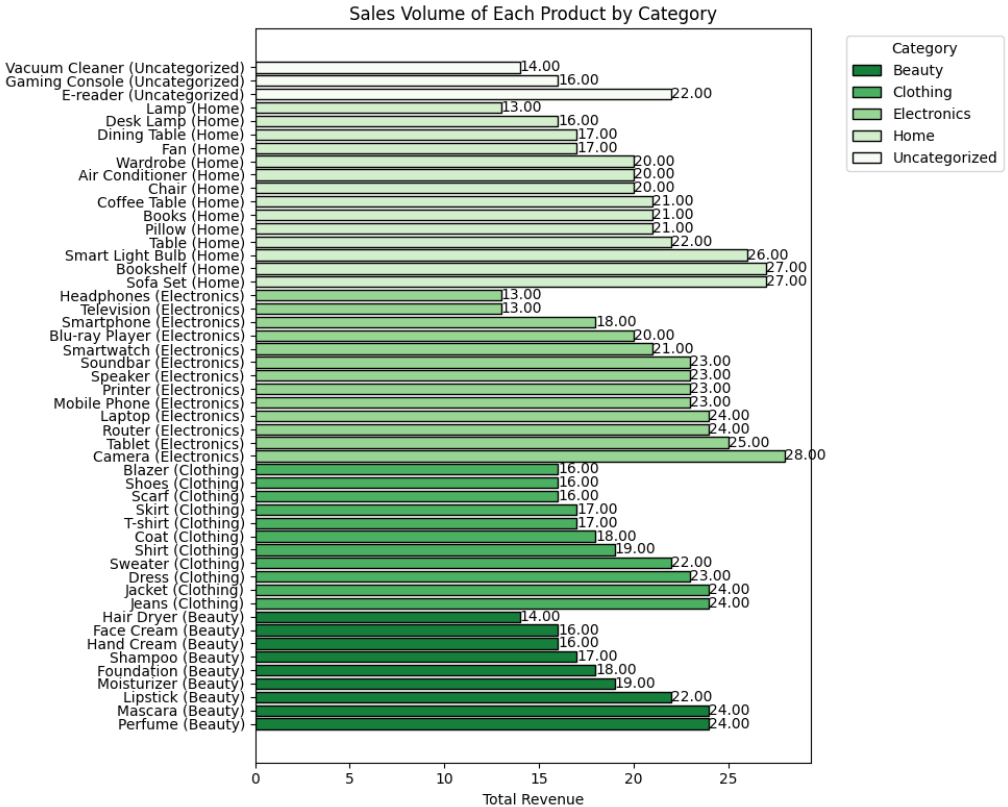 Sales Volume of Each Product by Category
Vacuum Cleaner (Uncategorized) 14.00
Gaming Console (Uncategorized) 16.00
E-reader (Uncategorized) 22.00
Lamp (Home) 13.00
Desk Lamp (Home) 16.00
Dining Table (Home) 17.00
Fan (Home) 17.00
Wardrobe (Home) 20.00
Air Conditioner (Home) 20.00
Chair (Home) 20.00
Coffee Table (Home) 21.00
Books (Home) 21.00
Pillow (Home) 21.00
Table (Home) 22.00
Smart Light Bulb (Home) 26.00
Bookshelf (Home) 27.00
Sofa Set (Home) 27.00
Headphones (Electronics) 13.00
Television (Electronics) 13.00
Smartphone (Electronics) 18.00
Blu-ray Player (Electronics) 20.00
Smartwatch (Electronics) 21.00
Soundbar (Electronics) 23.00
Speaker (Electronics) 23.00
Printer (Electronics) 23.00
Mobile Phone (Electronics) 23.00
Laptop (Electronics) 24.00
Router (Electronics) 24.00
Tablet (Electronics) 25.00
Camera (Electronics) 28.00
Blazer (Clothing) 16.00
Shoes (Clothing) 16.00
Scarf (Clothing) 16.00
Skirt (Clothing) 17.00
T-shirt (Clothing) 17.00
Coat (Clothing) 18.00
Shirt (Clothing) 19.00
Sweater (Clothing) 22.00
Dress (Clothing) 23.00
Jacket (Clothing) 24.00
Jeans (Clothing) 24.00
Hair Dryer (Beauty) 14.00
Face Cream (Beauty) 16.00
Hand Cream (Beauty) 16.00
Shampoo (Beauty) 17.00
Foundation (Beauty) 18.00
Moisturizer (Beauty) 19.00
Lipstick (Beauty) 22.00
Mascara (Beauty) 24.00
Perfume (Beauty) 24.00
0 5 10 15 20 25
Total Revenue
Category
Beauty
Clothing
Electronics
Home
Uncategorized